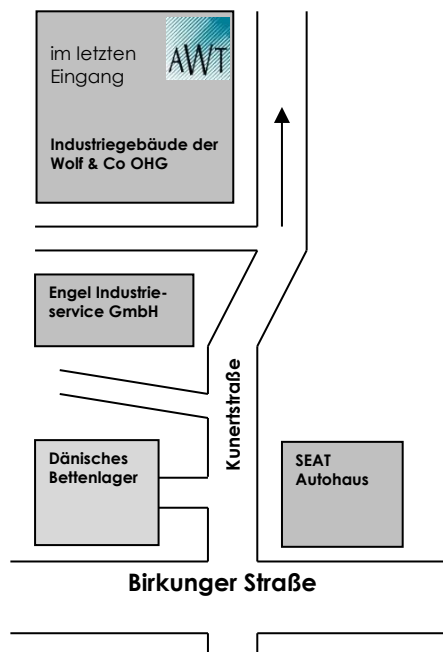 im letzten
Eingang
AWT
Industriegebäude der
Wolf & Co OHG
Engel Industrie-
service GmbH
Kunertstraße
Dänisches
Bettenlager
SEAT
Autohaus
Birkunger Straße